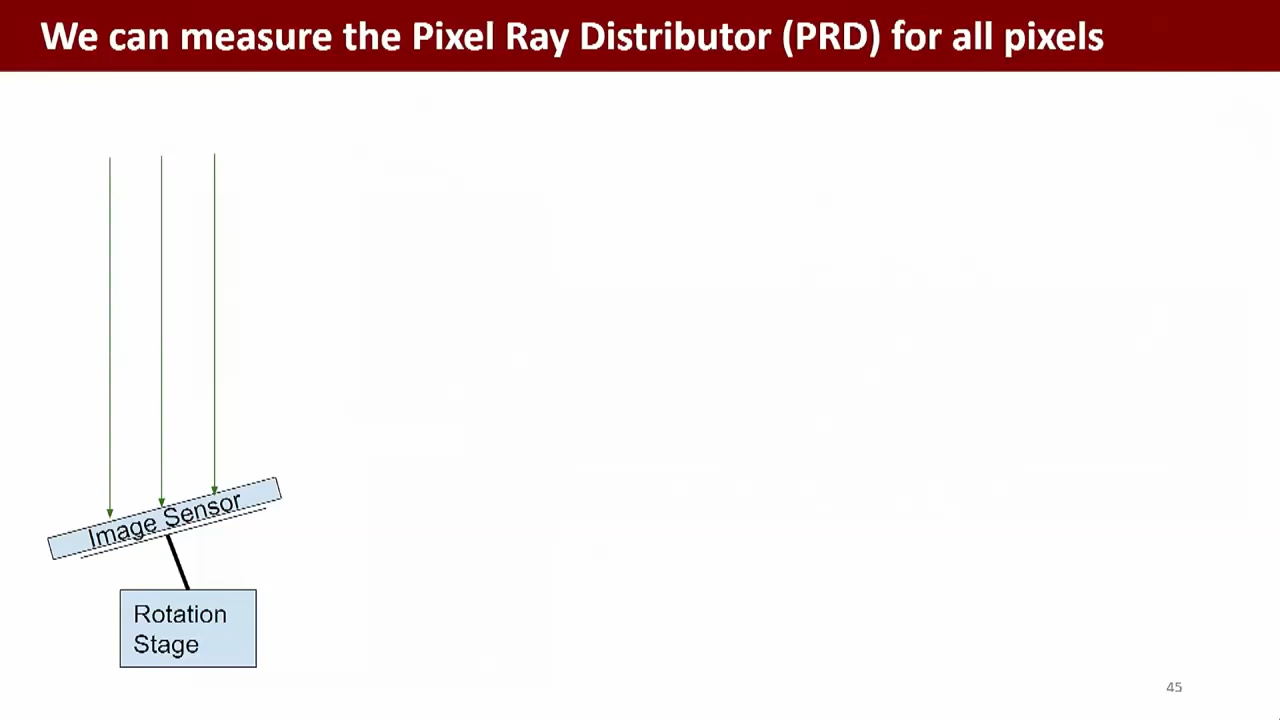 We can measure the Pixel Ray Distributor (PRD) for all pixels
Image Sensor
Rotation
Stage
45